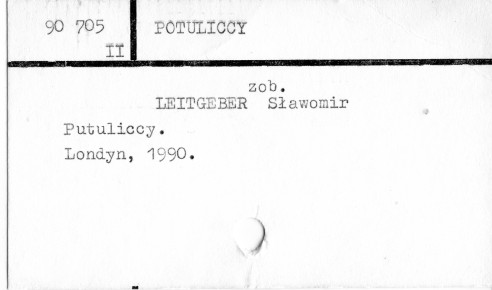 90 705
II
POTULICCY
zob.
LEITGEBER Sławomir
Putuliccy.
Londyn, 1990.